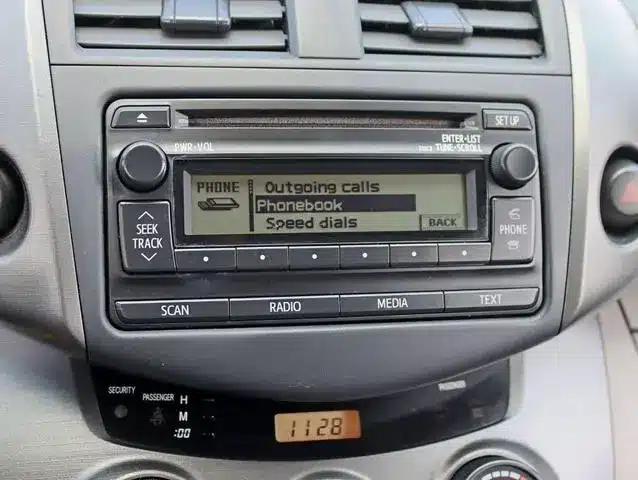 SET UP
PWR•VOL
ENTER•LIST
TUNE•SCROLL
PHONE
Outgoing calls
Phonebook
Speed dials
BACK
SEEK
TRACK
PHONE
SCAN
RADIO
MEDIA
TEXT
SECURITY
PASSENGER
H
M
:00
PASSENGER
1128